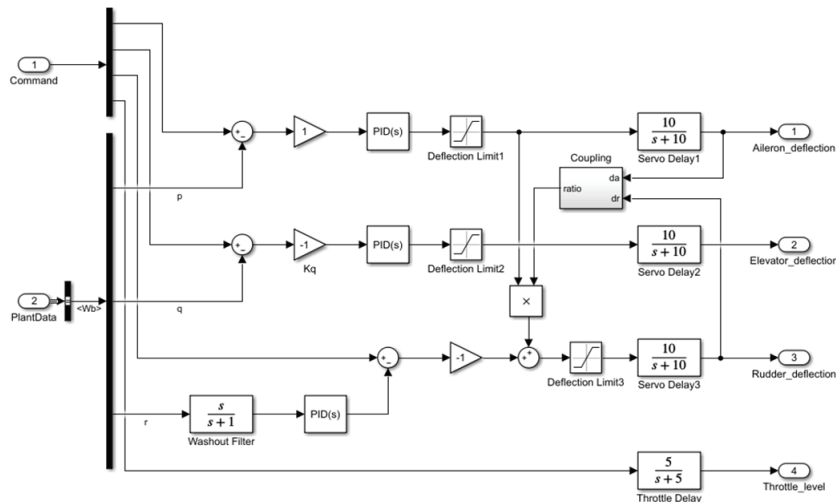 1
Command
+
−
1
PID(s)
Deflection Limit1
10
s + 10
Servo Delay1
1
Aileron_deflection
Coupling
da
ratio
dr
p
+
−
-1
Kq
PID(s)
Deflection Limit2
10
s + 10
Servo Delay2
2
Elevator_deflection
2
PlantData
<Wb>
q
×
+
−
-1
+
+
Deflection Limit3
10
s + 10
Servo Delay3
3
Rudder_deflection
r
s
s + 1
Washout Filter
PID(s)
5
s + 5
Throttle Delay
4
Throttle_level